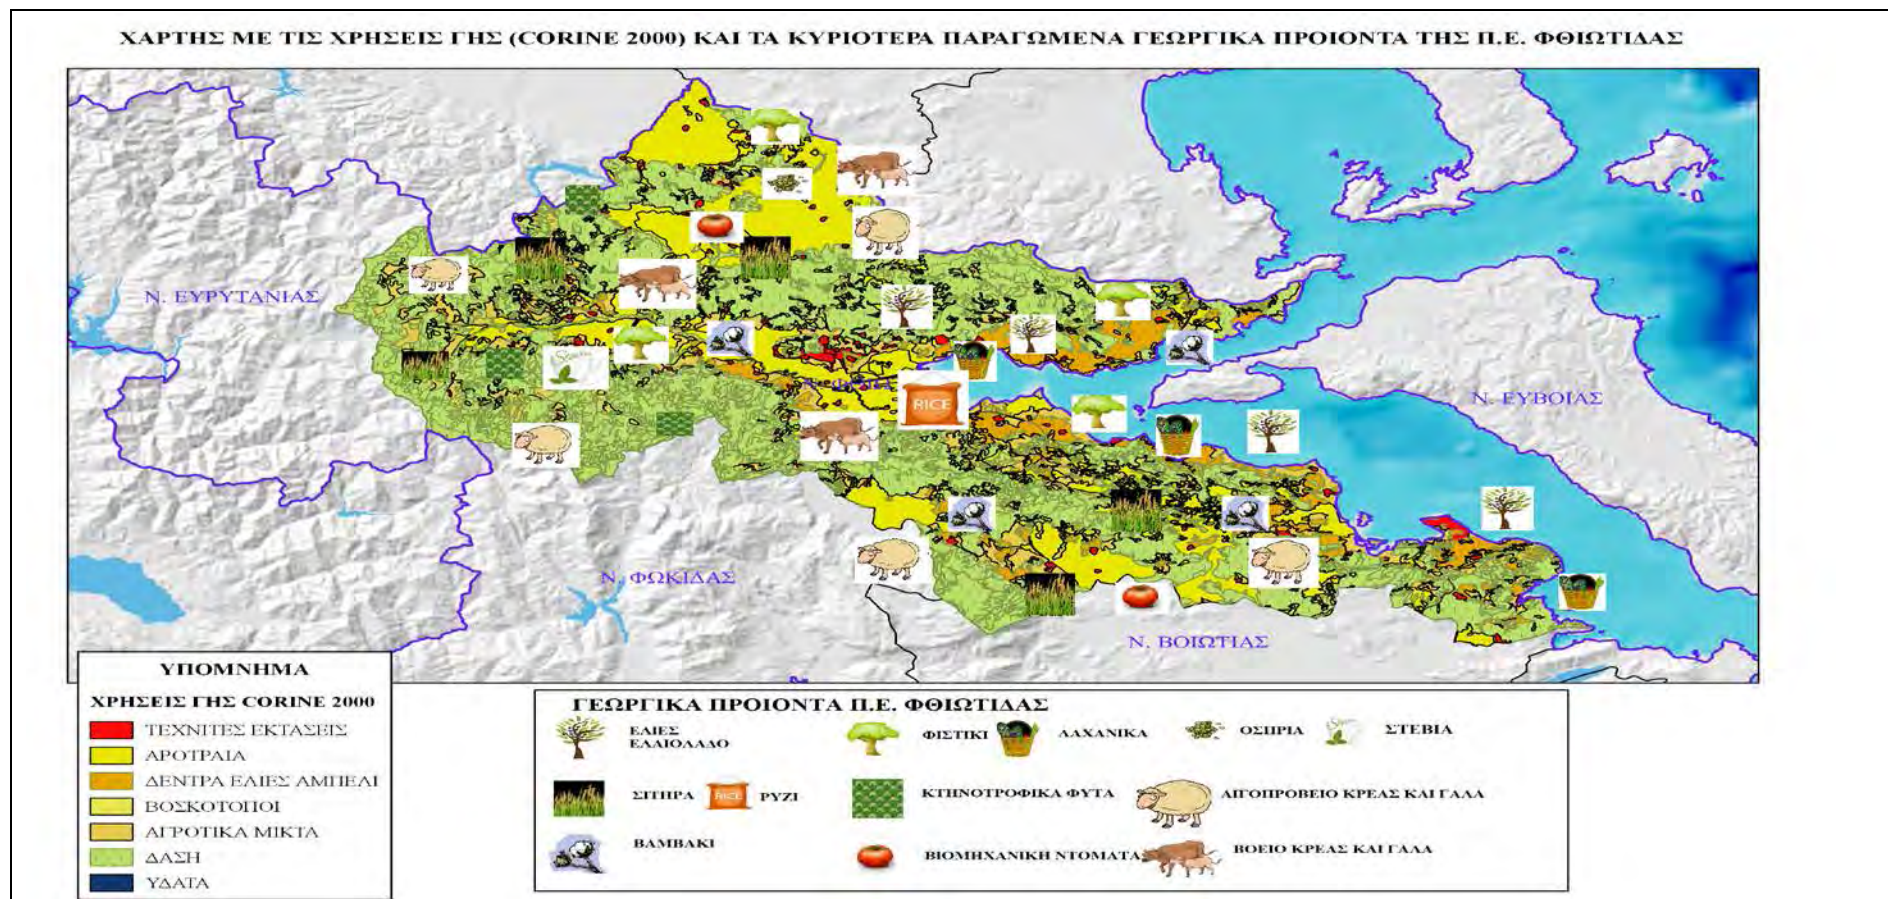 ΧΑΡΤΗΣ ΜΕ ΤΙΣ ΧΡΗΣΕΙΣ ΓΗΣ (CORINE 2000) ΚΑΙ ΤΑ ΚΥΡΙΟΤΕΡΑ ΠΑΡΑΓΩΜΕΝΑ ΓΕΩΡΓΙΚΑ ΠΡΟΙΟΝΤΑ ΤΗΣ Π.Ε. ΦΘΙΩΤΙΔΑΣ
Ν. ΕΥΡΥΤΑΝΙΑΣ
RICE
Ν. ΕΥΒΟΙΑΣ
Ν. ΦΩΚΙΔΑΣ
Ν. ΒΟΙΩΤΙΑΣ
ΥΠΟΜΝΗΜΑ
ΧΡΗΣΕΙΣ ΓΗΣ CORINE 2000
ΤΕΧΝΙΤΕΣ ΕΚΤΑΣΕΙΣ
ΑΡΟΤΡΑΙΑ
ΔΕΝΤΡΑ ΕΛΙΕΣ ΑΜΠΕΛΙ
ΒΟΣΚΟΤΟΠΟΙ
ΑΓΡΟΤΙΚΑ ΜΙΚΤΑ
ΔΑΣΗ
ΥΔΑΤΑ
ΓΕΩΡΓΙΚΑ ΠΡΟΙΟΝΤΑ Π.Ε. ΦΘΙΩΤΙΔΑΣ
ΕΛΙΕΣ
ΕΛΑΙΟΛΑΔΟ
ΦΙΣΤΙΚΙ
ΛΑΧΑΝΙΚΑ
ΟΣΠΡΙΑ
ΣΤΕΒΙΑ
ΣΙΤΗΡΑ
RICE
ΡΥΖΙ
ΚΤΗΝΟΤΡΟΦΙΚΑ ΦΥΤΑ
ΑΙΓΟΠΡΟΒΕΙΟ ΚΡΕΑΣ ΚΑΙ ΓΑΛΑ
ΒΑΜΒΑΚΙ
ΒΙΟΜΗΧΑΝΙΚΗ ΝΤΟΜΑΤΑ
ΒΟΕΙΟ ΚΡΕΑΣ ΚΑΙ ΓΑΛΑ